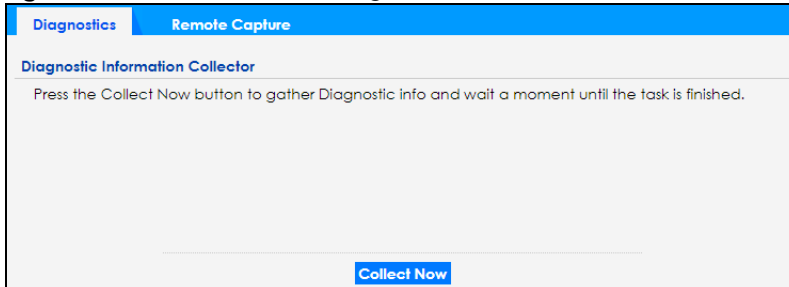 Diagnostics Remote Capture
Diagnostic Information Collector
Press the Collect Now button to gather Diagnostic info and wait a moment until the task is finished.
Collect Now